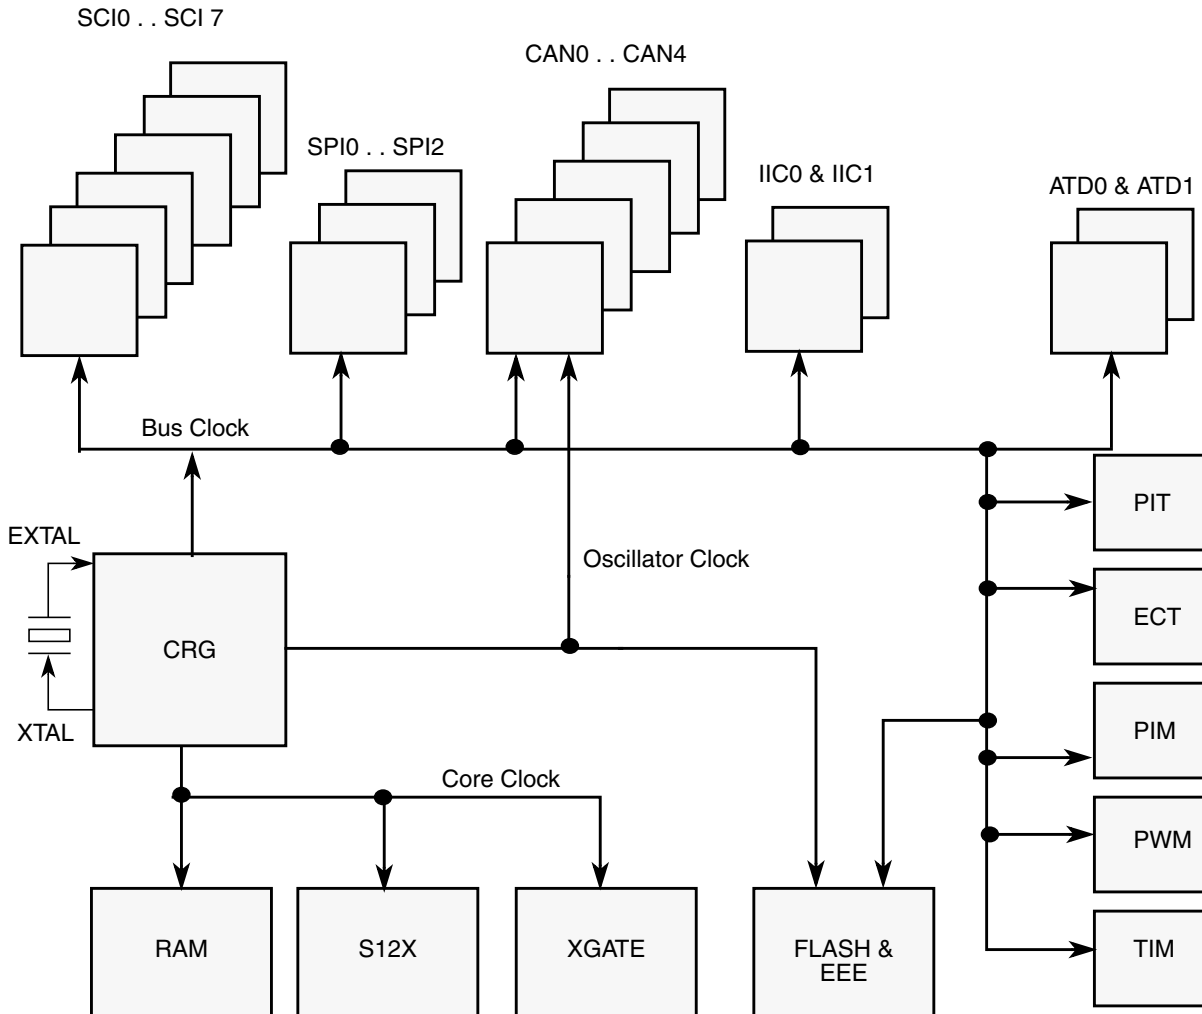 SCI0 . . SCI 7
CAN0 . . CAN4
SPI0 . . SPI2
IIC0 & IIC1
ATD0 & ATD1
Bus Clock
PIT
EXTAL
Oscillator Clock
ECT
CRG
XTAL
PIM
Core Clock
PWM
RAM
S12X
XGATE
FLASH &
EEE
TIM